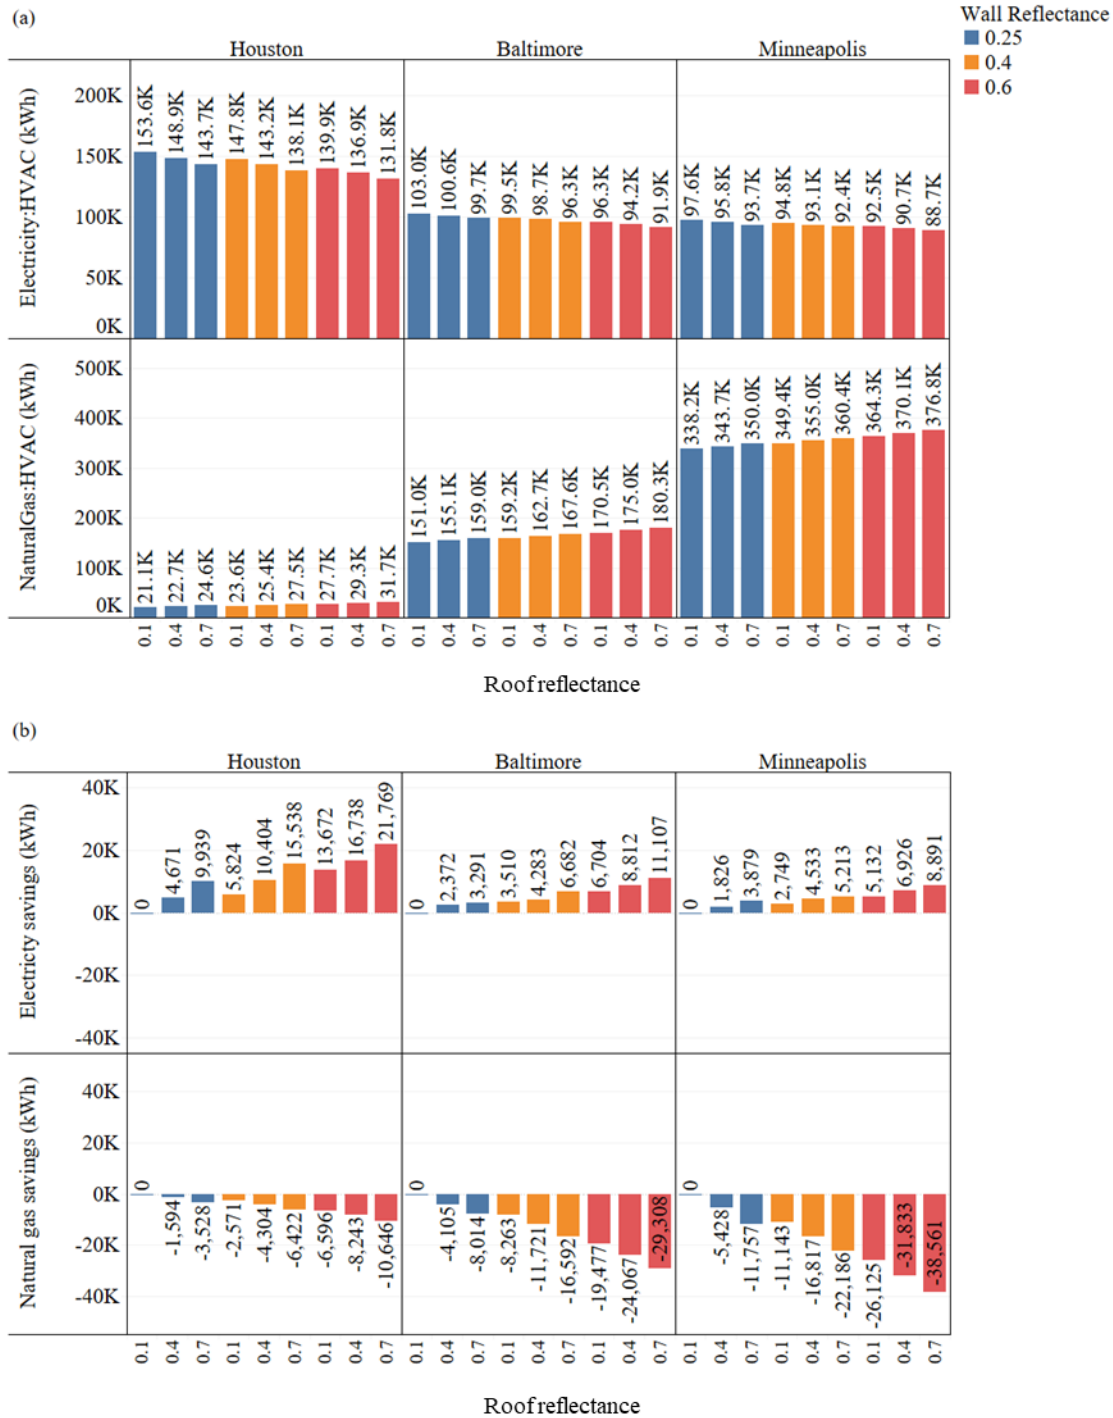 (a)
Wall Reflectance
0.25
0.4
0.6
Houston Baltimore Minneapolis
Electricity:HVAC (kWh)
200K
150K
100K
50K
0K
153.6K 148.9K 143.7K 147.8K 143.2K 138.1K 139.9K 136.9K 131.8K
103.0K 100.6K 99.7K 99.5K 98.7K 96.3K 96.3K 94.2K 91.9K
97.6K 95.8K 93.7K 94.8K 93.1K 92.4K 92.5K 90.7K 88.7K
NaturalGas:HVAC (kWh)
500K
400K
300K
200K
100K
0K
21.1K 22.7K 24.6K 23.6K 25.4K 27.5K 27.7K 29.3K 31.7K
151.0K 155.1K 159.0K 159.2K 162.7K 167.6K 170.5K 175.0K 180.3K
338.2K 343.7K 350.0K 349.4K 355.0K 360.4K 364.3K 370.1K 376.8K
0.1 0.4 0.7 0.1 0.4 0.7 0.1 0.4 0.7 0.1 0.4 0.7 0.1 0.4 0.7 0.1 0.4 0.7 0.1 0.4 0.7 0.1 0.4 0.7 0.1 0.4 0.7
Roof reflectance
(b)
Houston Baltimore Minneapolis
Electricty savings (kWh)
40K
20K
0K
-20K
-40K
0 4,671 9,939 5,824 10,404 15,538 13,672 16,738 21,769
0 2,372 3,291 3,510 4,283 6,682 6,704 8,812 11,107
0 1,826 3,879 2,749 4,533 5,213 5,132 6,926 8,891
Natural gas savings (kWh)
40K
20K
0K
-20K
-40K
0 -1,594 -3,528 -2,571 -4,304 -6,422 -6,596 -8,243 -10,646
0 -4,105 -8,014 -8,263 -11,721 -16,592 -19,477 -24,067 -29,308
0 -5,428 -11,757 -11,143 -16,817 -22,186 -26,125 -31,833 -38,561
0.1 0.4 0.7 0.1 0.4 0.7 0.1 0.4 0.7 0.1 0.4 0.7 0.1 0.4 0.7 0.1 0.4 0.7 0.1 0.4 0.7 0.1 0.4 0.7 0.1 0.4 0.7
Roof reflectance